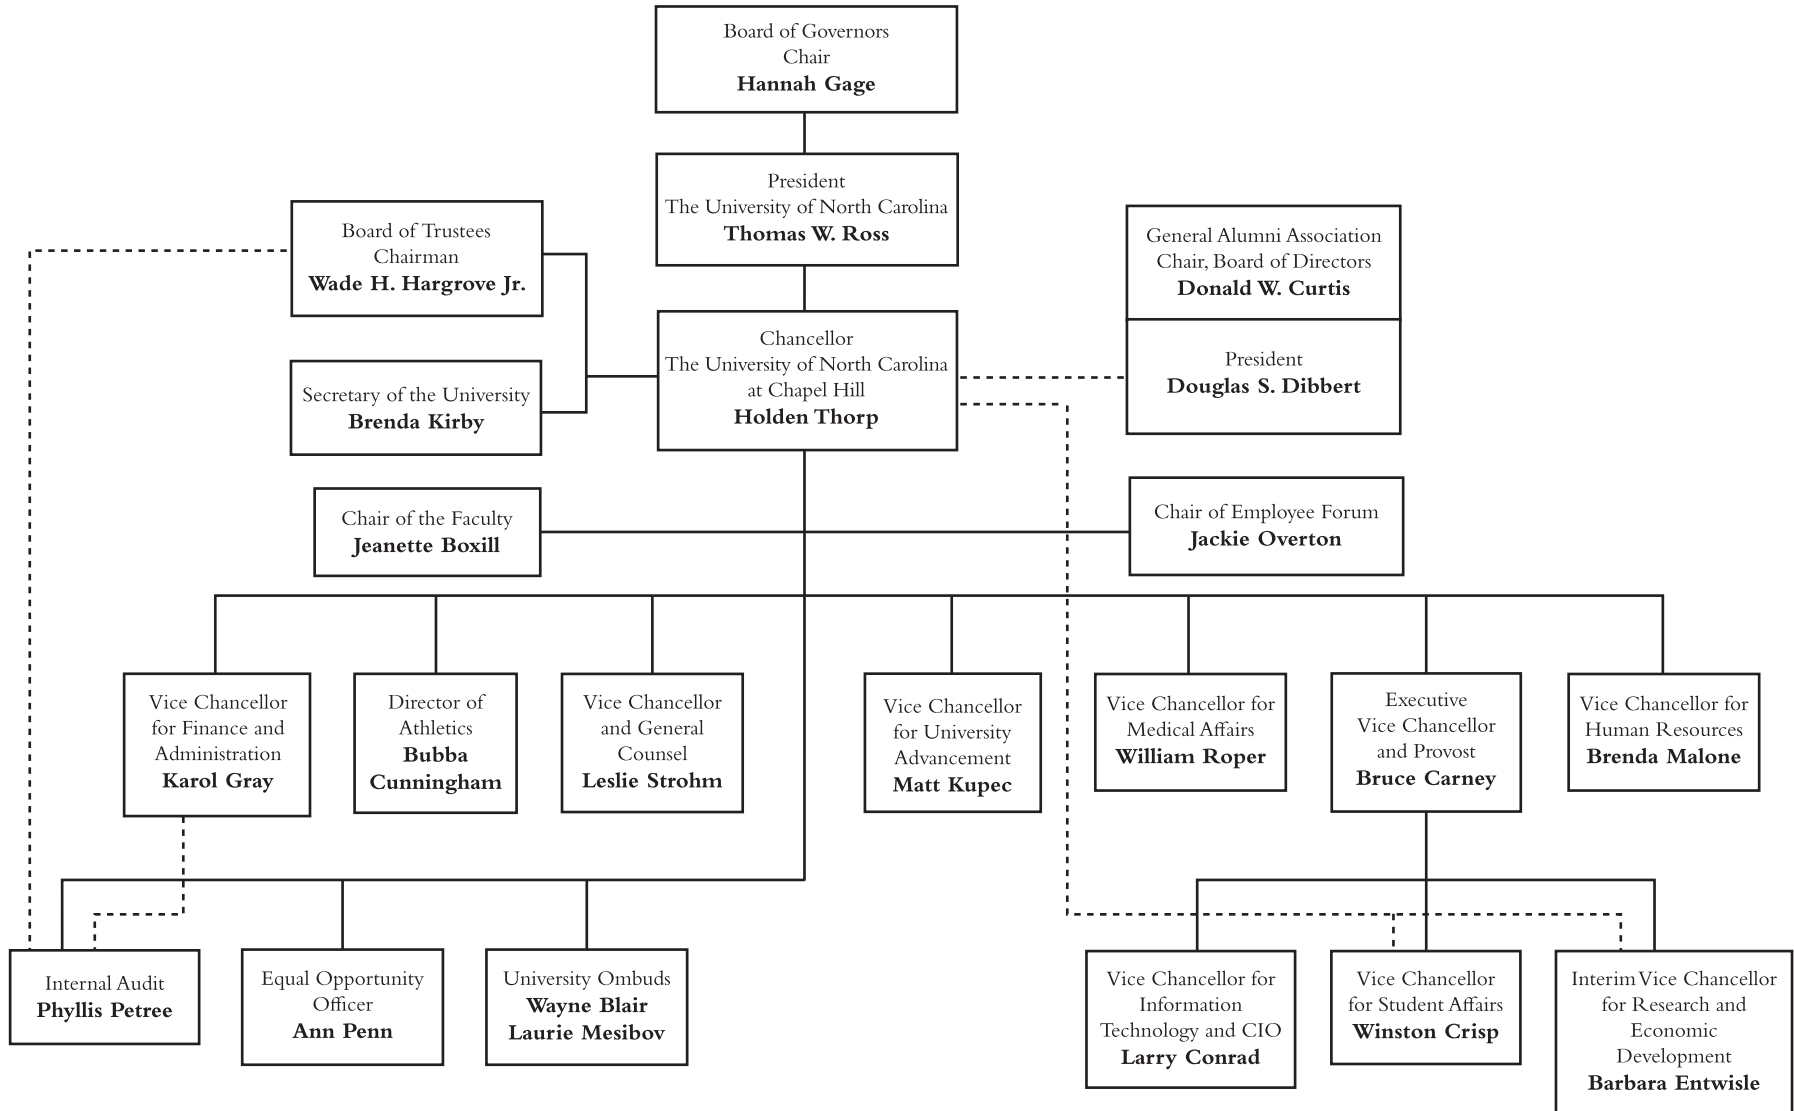 Board of Governors
Chair
Hannah Gage
President
The University of North Carolina
Thomas W. Ross
Board of Trustees
Chairman
Wade H. Hargrove Jr.
General Alumni Association
Chair, Board of Directors
Donald W. Curtis
Chancellor
The University of North Carolina
at Chapel Hill
Holden Thorp
President
Douglas S. Dibbert
Secretary of the University
Brenda Kirby
Chair of the Faculty
Jeanette Boxill
Chair of Employee Forum
Jackie Overton
Vice Chancellor
for Finance and
Administration
Karol Gray
Director of
Athletics
Bubba
Cunningham
Vice Chancellor
and General
Counsel
Leslie Strohm
Vice Chancellor
for University
Advancement
Matt Kupec
Vice Chancellor for
Medical Affairs
William Roper
Executive
Vice Chancellor
and Provost
Bruce Carney
Vice Chancellor for
Human Resources
Brenda Malone
Internal Audit
Phyllis Petree
Equal Opportunity
Officer
Ann Penn
University Ombuds
Wayne Blair
Laurie Mesibov
Vice Chancellor for
Information
Technology and CIO
Larry Conrad
Vice Chancellor
for Student Affairs
Winston Crisp
Interim Vice Chancellor
for Research and
Economic
Development
Barbara Entwisle